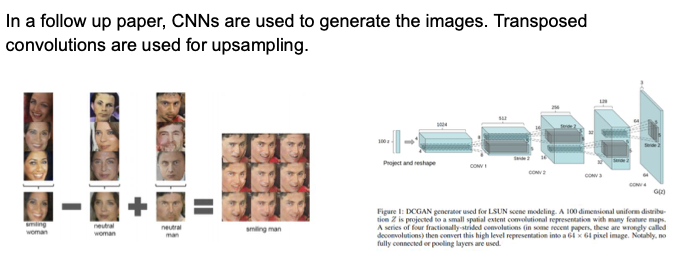 In a follow up paper, CNNs are used to generate the images. Transposed
convolutions are used for upsampling.
smiling
woman
neutral
woman
neutral
man
smiling man
100 z
Project and reshape
1024
4
CONV 1
512
Stride 2
16
CONV 2
256
Stride 2
32
CONV 3
128
Stride 2
64
CONV 4
3
Stride 2
64
G(z)
Figure 1: DCGAN generator used for LSUN scene modeling. A 100 dimensional uniform distribu-
tion Z is projected to a small spatial extent convolutional representation with many feature maps.
A series of four fractionally-strided convolutions (in some recent papers, these are wrongly called
deconvolutions) then convert this high level representation into a 64 × 64 pixel image. Notably, no
fully connected or pooling layers are used.